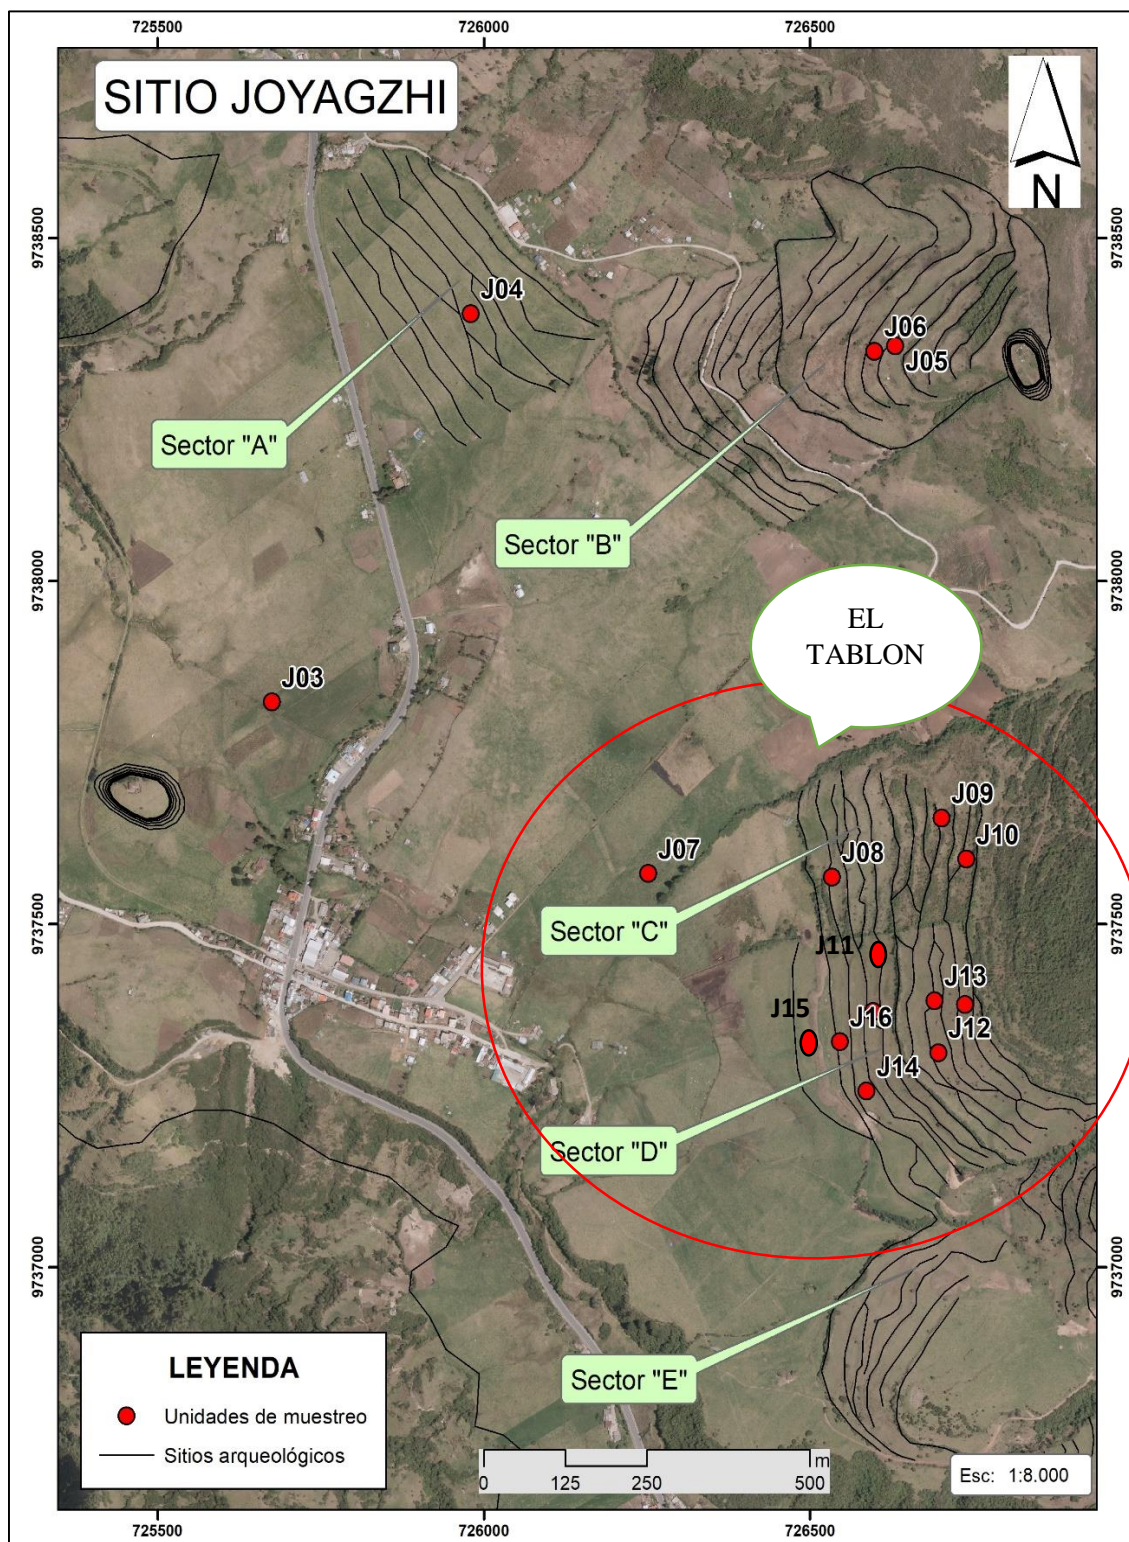 725500 726000 726500
SITIO JOYAGZHI
N
9738500
9738500
J04
J06
J05
Sector "A"
Sector "B"
9738000
9738000
EL
TABLON
J03
J09
J10
J07
J08
9737500
9737500
Sector "C"
J11
J13
J15
J16
J12
J14
Sector "D"
9737000
9737000
Sector "E"
LEYENDA
Unidades de muestreo
Sitios arqueológicos
m
0 125 250 500
Esc: 1:8.000
725500 726000 726500